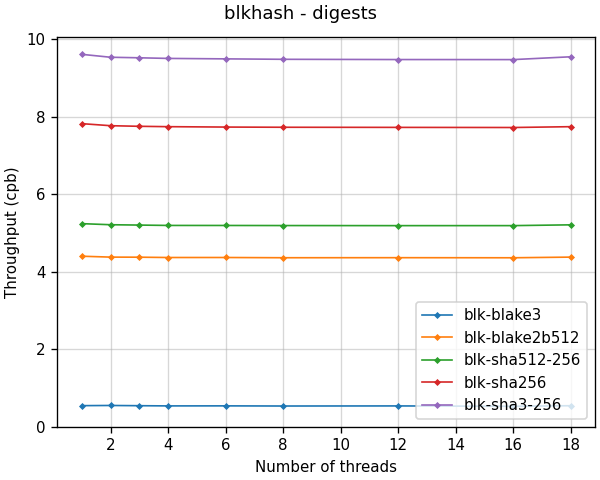 blkhash - digests
Throughput (cpb)
10
8
6
4
2
0
blk-blake3
blk-blake2b512
blk-sha512-256
blk-sha256
blk-sha3-256
2 4 6 8 10 12 14 16 18
Number of threads